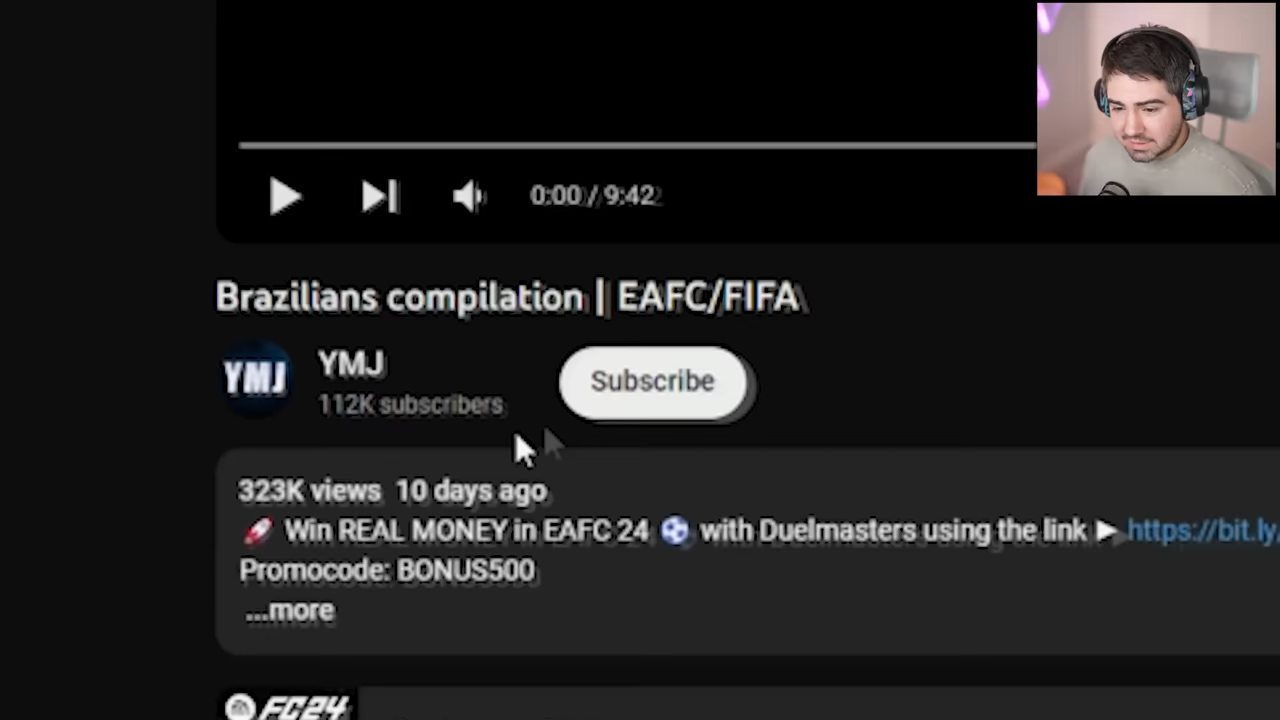 0:00 / 9:42
Brazilians compilation | EAFC/FIFA
YMJ
YMJ
112K subscribers
Subscribe
323K views 10 days ago
🚀 Win REAL MONEY in EAFC 24 ⚽ with Duelmasters using the link ► https://bit.ly/
Promocode: BONUS500
...more
FC24